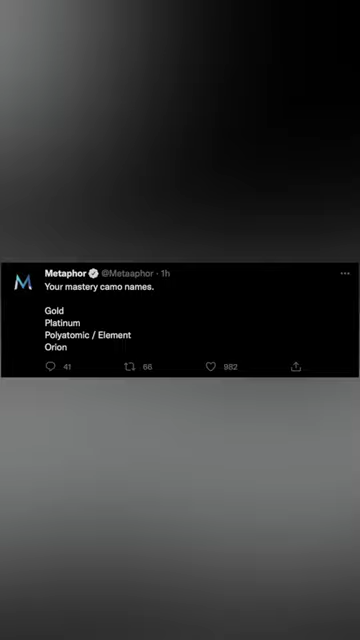 Metaphor @Metaaphor · 1h
Your mastery camo names.
Gold
Platinum
Polyatomic / Element
Orion
41 66 982